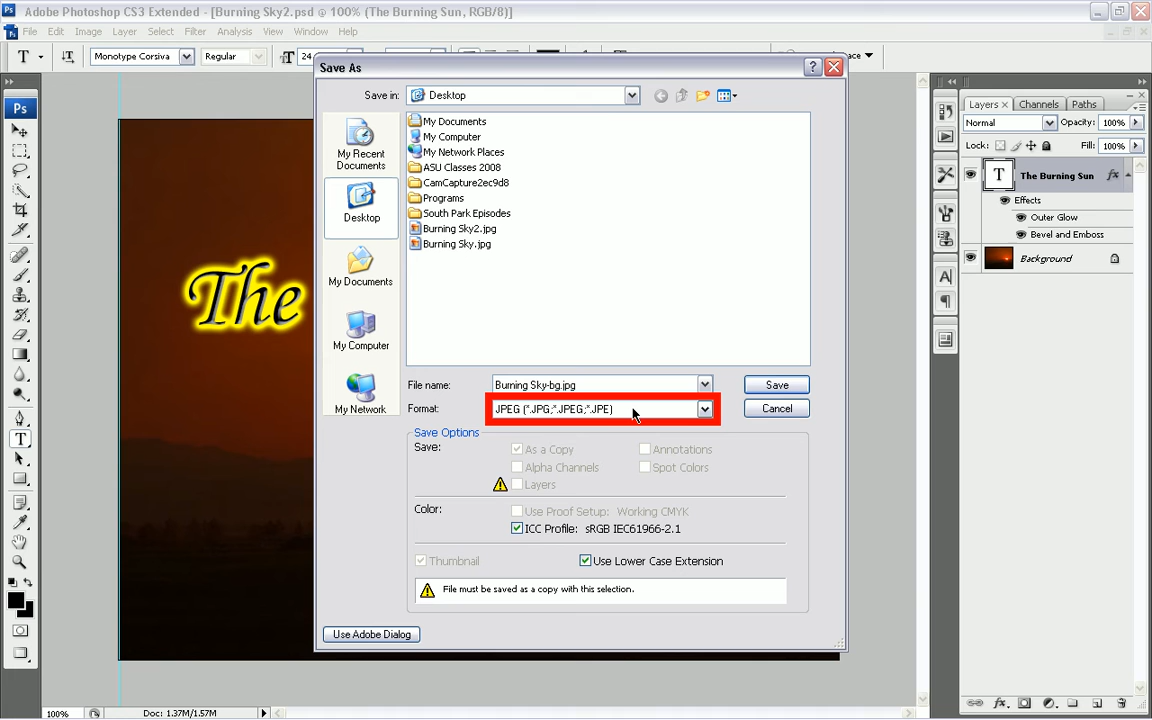 Adobe Photoshop CS3 Extended - [Burning Sky2.psd @ 100% (The Burning Sun, RGB/8)]
File Edit Image Layer Select Filter Analysis View Window Help
T Monotype Corsiva Regular 24
Save As
Save in: Desktop
My Recent Documents
Desktop
My Documents
My Computer
My Network
My Documents
My Computer
My Network Places
ASU Classes 2008
CamCapture2ec9d8
Programs
South Park Episodes
Burning Sky2.jpg
Burning Sky.jpg
File name: Burning Sky-bg.jpg Save
Format: JPEG (*.JPG;*.JPEG;*.JPE) Cancel
Save Options
Save: As a Copy Annotations
Alpha Channels Spot Colors
Layers
Color: Use Proof Setup: Working CMYK
ICC Profile: sRGB IEC61966-2.1
Thumbnail Use Lower Case Extension
File must be saved as a copy with this selection.
Use Adobe Dialog
Ps
The
Layers × Channels Paths
Normal Opacity: 100%
Lock: Fill: 100%
T The Burning Sun fx
Effects
Outer Glow
Bevel and Emboss
Background
100% Doc: 1.37M/1.57M